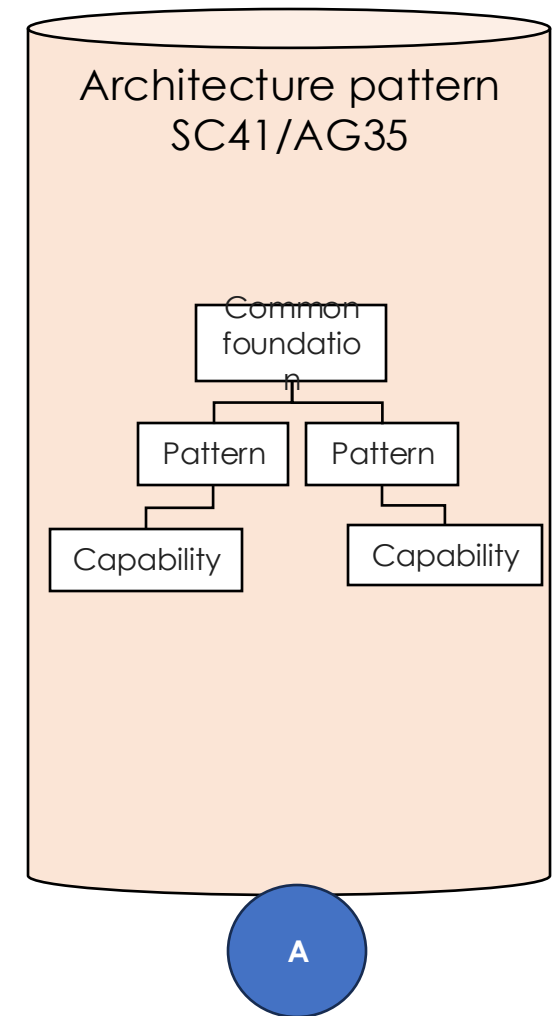 Architecture pattern
SC41/AG35
Common
foundatio
n
Pattern
Pattern
Capability
Capability
A